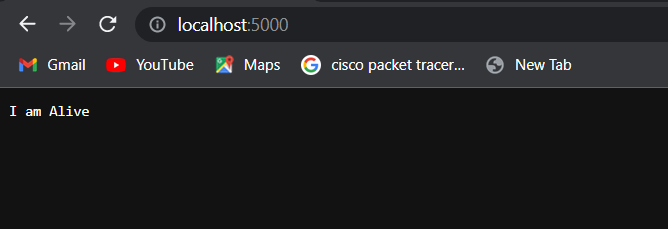 localhost:5000
Gmail YouTube Maps cisco packet tracer... New Tab
I am Alive